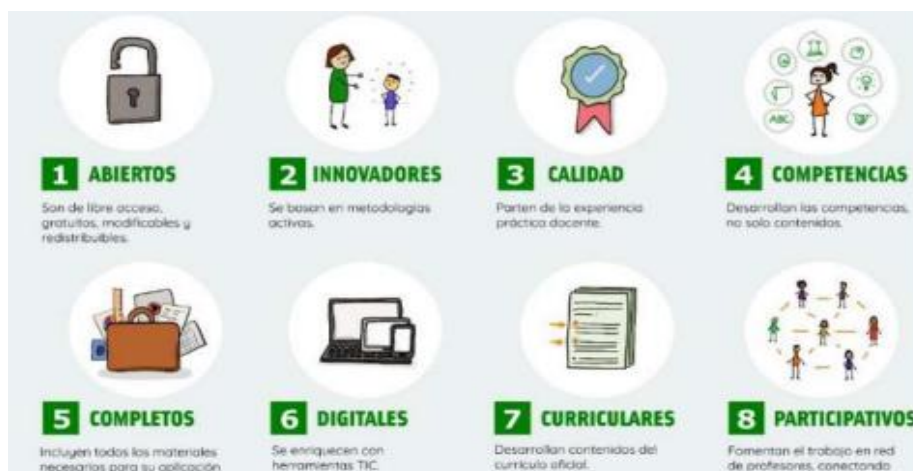 1 ABIERTOS
Son de libre acceso,
gratuitos, modificables y
redistribuibles.
2 INNOVADORES
Se basan en metodologías
activas.
3 CALIDAD
Parten de la experiencia
práctica docente.
ABC
4 COMPETENCIAS
Desarrollan las competencias,
no solo contenidos.
5 COMPLETOS
Incluyen todos los materiales
necesarios para su aplicación
6 DIGITALES
Se enriquecen con
herramientas TIC.
7 CURRICULARES
Desarrollan contenidos del
currículo oficial.
8 PARTICIPATIVOS
Fomentan el trabajo en red
de profesores, conectando